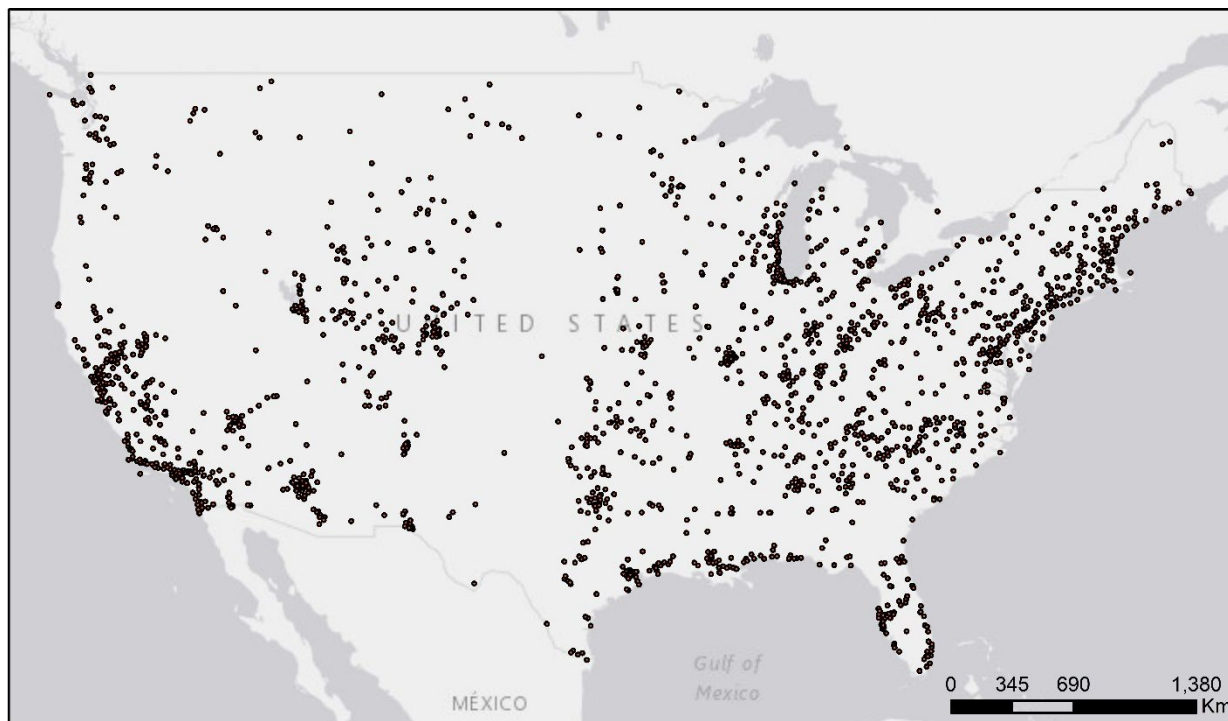 UNITED STATES
Gulf of
Mexico
MÉXICO
0 345 690 1,380
Km